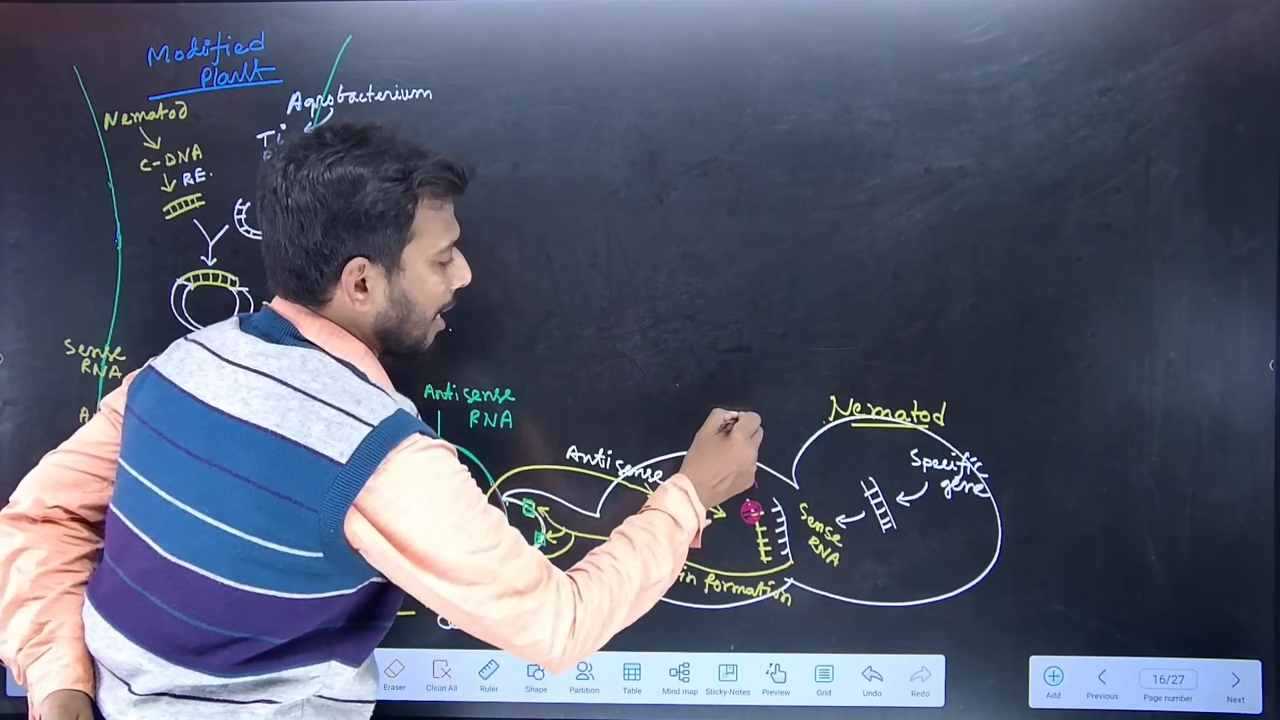 Modified
Plant
Nematod
Agrobacterium
Ti
C-DNA
RE.
Sense
RNA
Antisense
RNA
Antisense
Nematod
Specific
gene
Sense
RNA
in formation
Eraser
Clean All
Ruler
Shape
Partition
Table
Mind map
Sticky-Notes
Preview
Grid
Undo
Redo
Add
Previous
16/27
Page number
Next